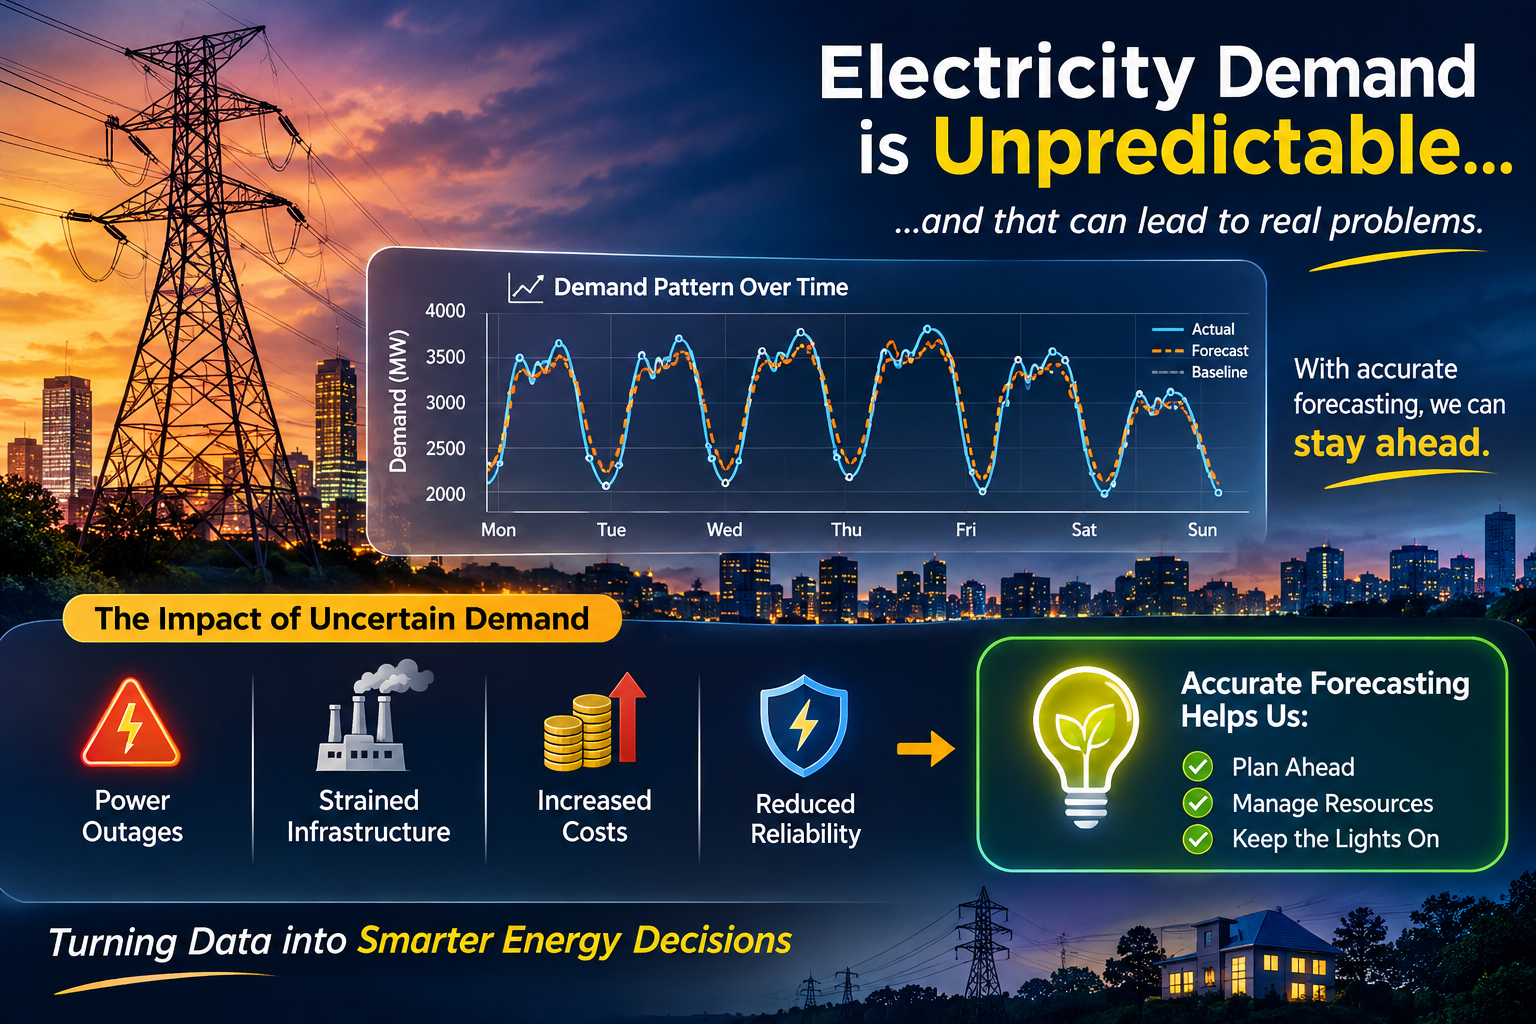 Electricity Demand
is Unpredictable...
...and that can lead to real problems.
Demand Pattern Over Time
Demand (MW)
4000
3500
3000
2500
2000
Actual
Forecast
Baseline
Mon Tue Wed Thu Fri Sat Sun
With accurate
forecasting, we can
stay ahead.
The Impact of Uncertain Demand
Power
Outages
Strained
Infrastructure
Increased
Costs
Reduced
Reliability
Accurate Forecasting
Helps Us:
Plan Ahead
Manage Resources
Keep the Lights On
Turning Data into Smarter Energy Decisions